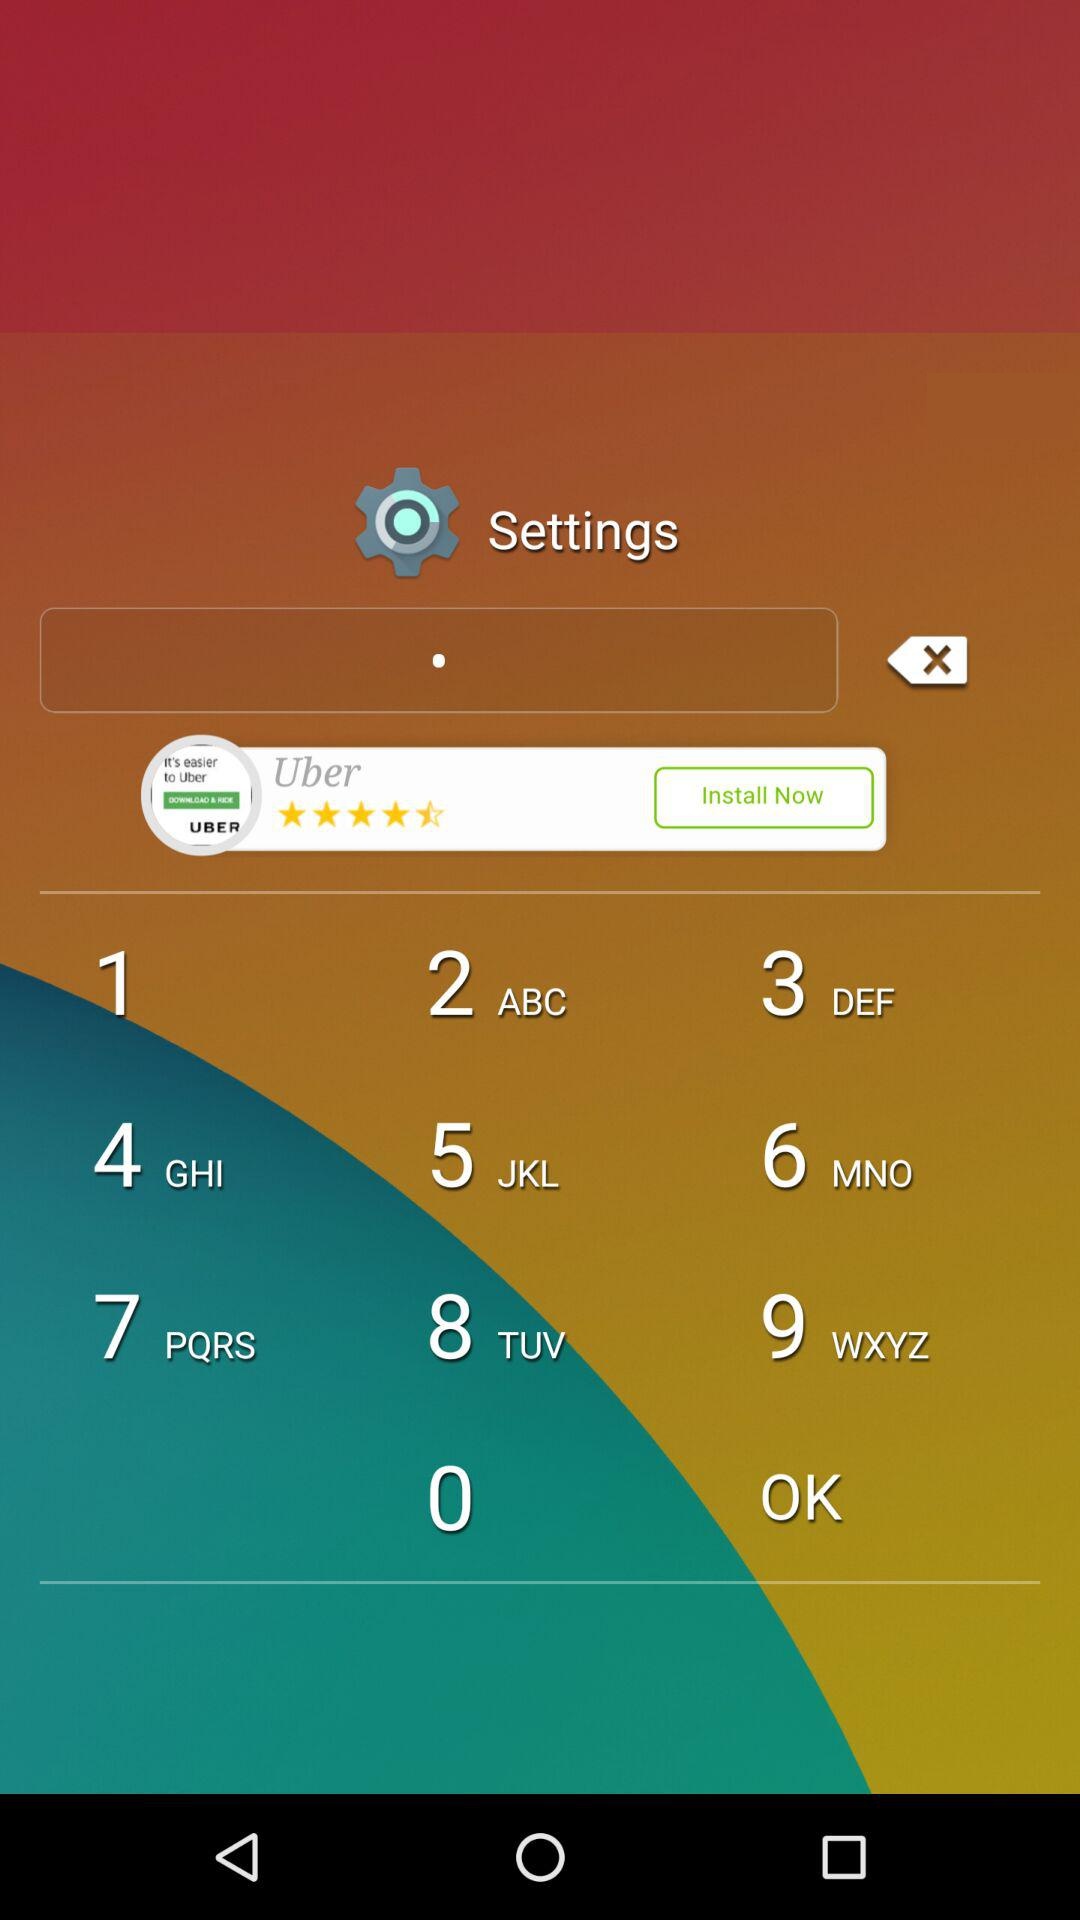 Settings
It's easier
to Uber
DOWNLOAD & RIDE
UBER
Uber
Install Now
1
2 ABC
3 DEF
4 GHI
5 JKL
6 MNO
7 PQRS
8 TUV
9 WXYZ
0
OK